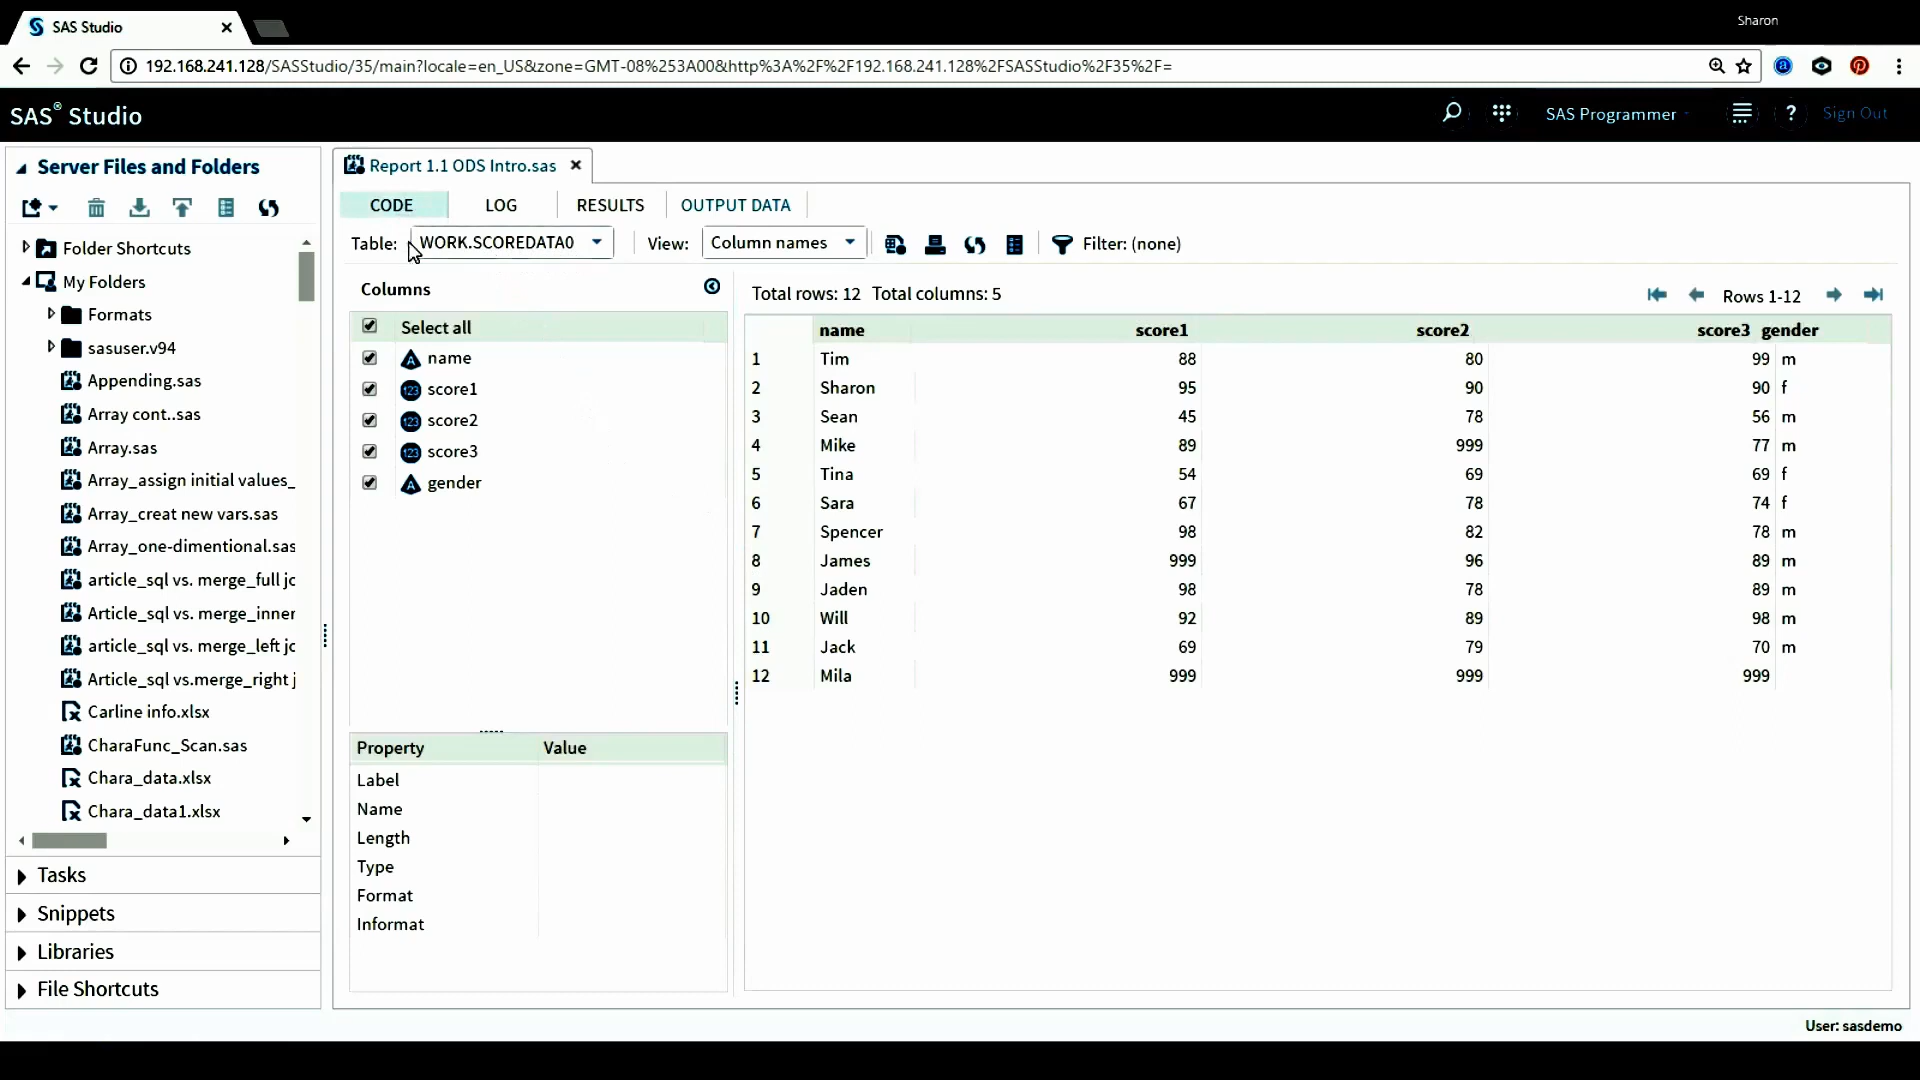 SAS Studio
Sharon
192.168.241.128/SASStudio/35/main?locale=en_US&zone=GMT-08%253A00&http%3A%2F%2F192.168.241.128%2FSASStudio%2F35%2F=
SAS® Studio
SAS Programmer
?
Sign Out
Server Files and Folders
Folder Shortcuts
My Folders
Formats
sasuser.v94
Appending.sas
Array cont..sas
Array.sas
Array_assign initial values_
Array_creat new vars.sas
Array_one-dimentional.sas
article_sql vs. merge_full jo
Article_sql vs. merge_inner
article_sql vs. merge_left jo
Article_sql vs.merge_right j
Carline info.xlsx
CharaFunc_Scan.sas
Chara_data.xlsx
Chara_data1.xlsx
Tasks
Snippets
Libraries
File Shortcuts
Report 1.1 ODS Intro.sas
CODE LOG RESULTS OUTPUT DATA
Table: WORK.SCOREDATA0 View: Column names Filter: (none)
Columns
Select all
name
score1
score2
score3
gender
Property Value
Label
Name
Length
Type
Format
Informat
Total rows: 12 Total columns: 5 Rows 1-12
name score1 score2 score3 gender
1 Tim 88 80 99 m
2 Sharon 95 90 90 f
3 Sean 45 78 56 m
4 Mike 89 999 77 m
5 Tina 54 69 69 f
6 Sara 67 78 74 f
7 Spencer 98 82 78 m
8 James 999 96 89 m
9 Jaden 98 78 89 m
10 Will 92 89 98 m
11 Jack 69 79 70 m
12 Mila 999 999 999
User: sasdemo